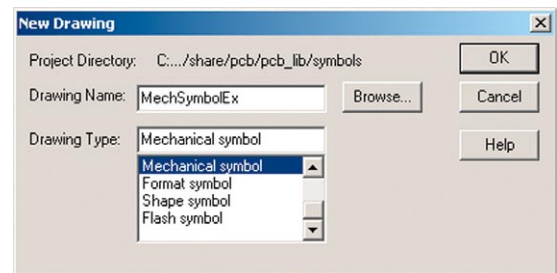 New Drawing
Project Directory: C:.../share/pcb/pcb_lib/symbols
OK
Drawing Name: MechSymbolEx
Browse...
Cancel
Drawing Type: Mechanical symbol
Help
Mechanical symbol
Format symbol
Shape symbol
Flash symbol